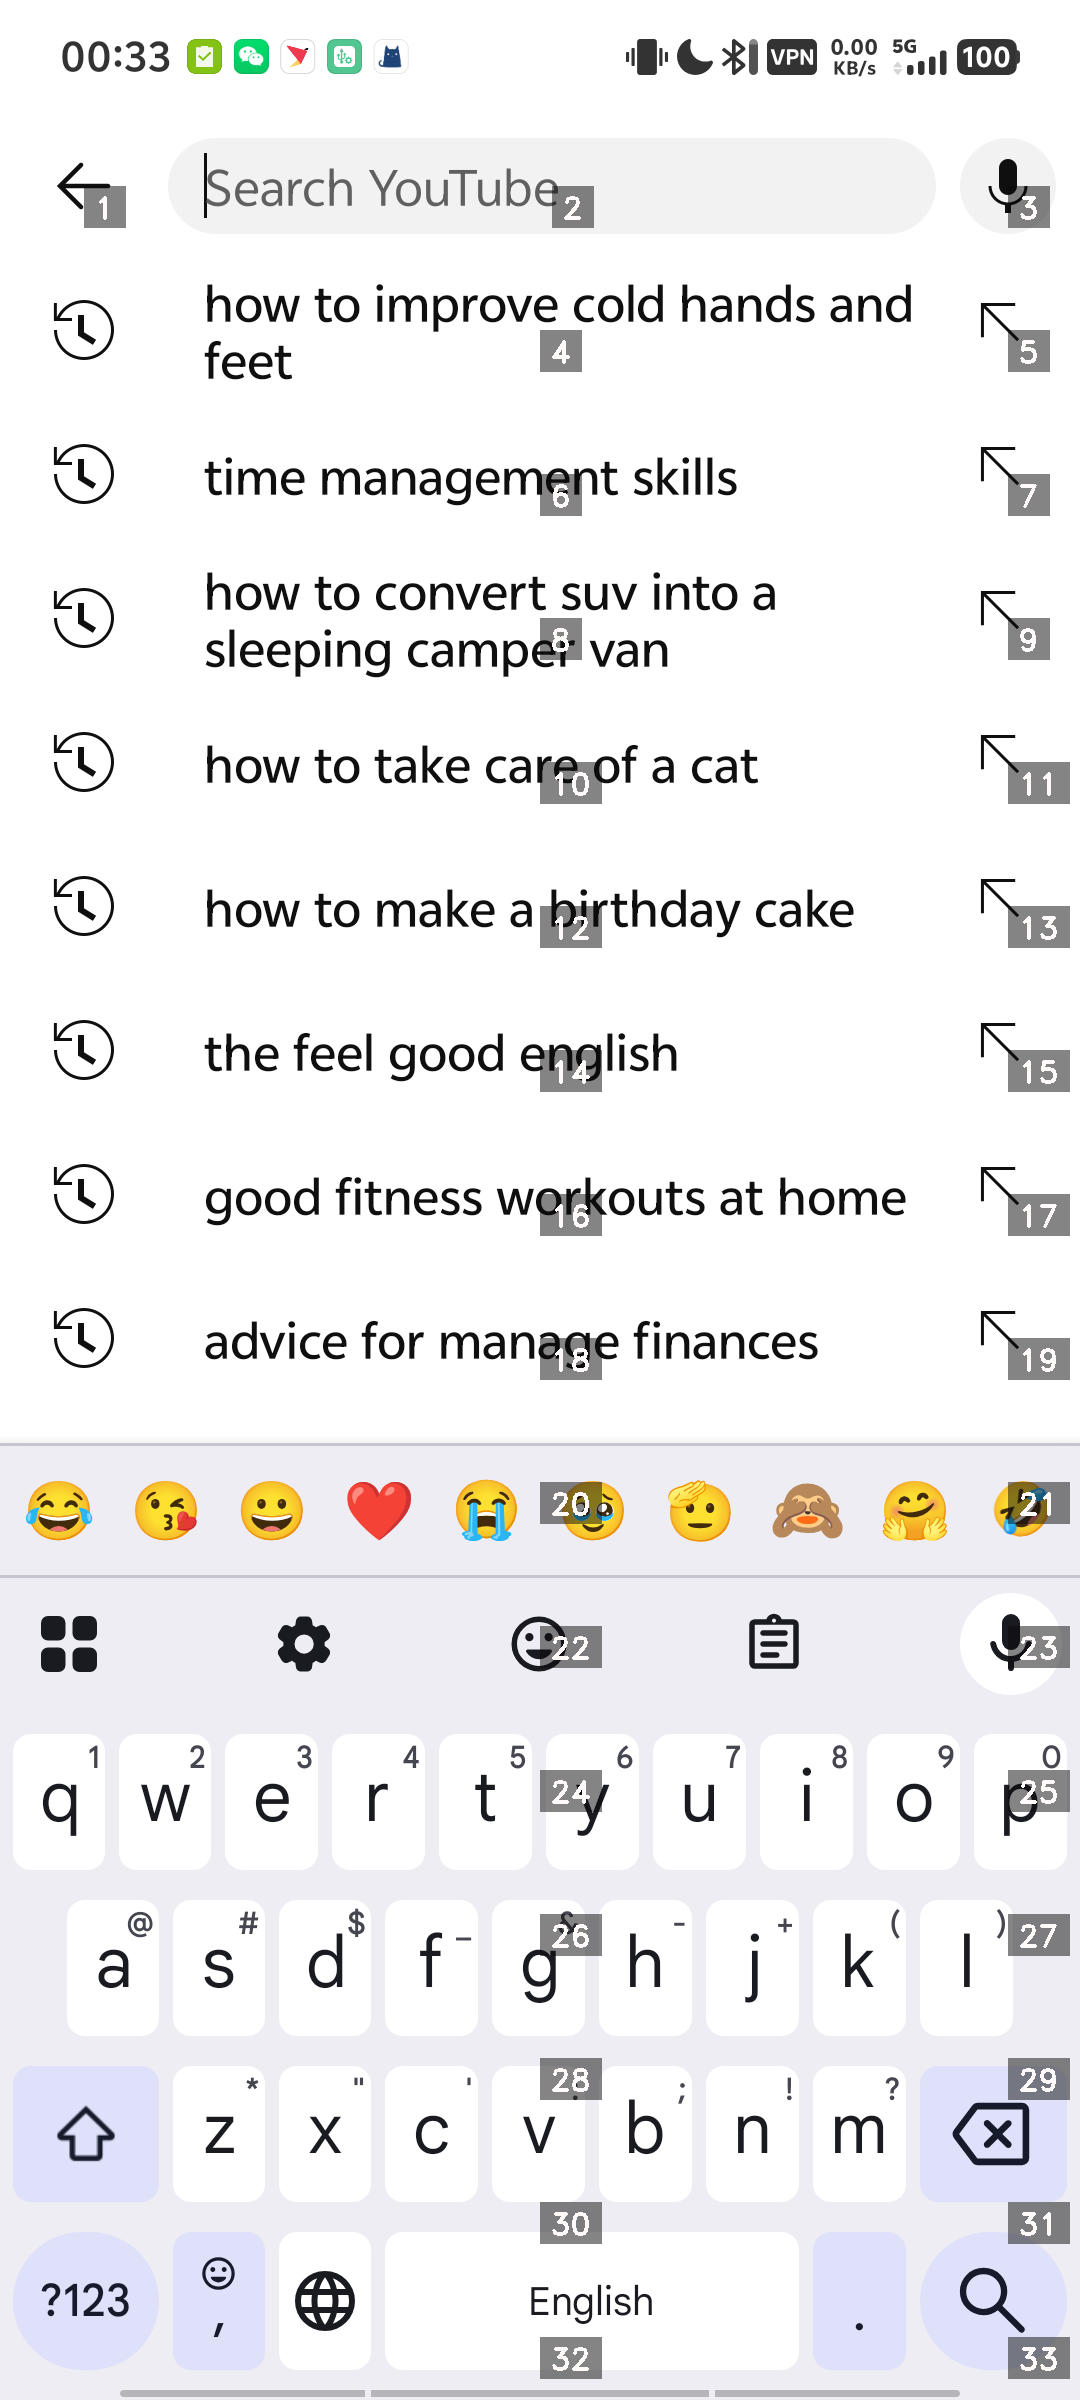 00:33
VPN
0.00
KB/s
5G
100
Search YouTube
1
2
3
how to improve cold hands and
feet
4
5
time management skills
6
7
how to convert suv into a
sleeping camper van
8
9
how to take care of a cat
10
11
how to make a birthday cake
12
13
the feel good english
14
15
good fitness workouts at home
16
17
advice for manage finances
18
19
20
21
22
23
1 2 3 4 5 6 7 8 9 0
q w e r t y u i o p
24
25
@ # $ _ & - + ( )
a s d f g h j k l
26
27
* " ' : ; ! ?
z x c v b n m
28
29
30
31
?123
,
English
.
32
33